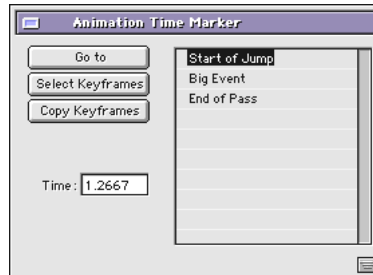 Animation Time Marker
Go to
Select Keyframes
Copy Keyframes
Time: 1.2667
Start of Jump
Big Event
End of Pass